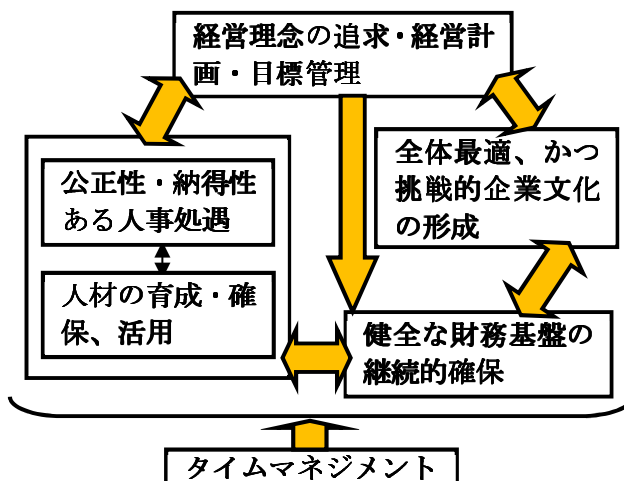 経営理念の追求・経営計
画・目標管理
公正性・納得性
ある人事処遇
人材の育成・確
保、活用
全体最適、かつ
挑戦的企業文化
の形成
健全な財務基盤の
継続的確保
タイムマネジメント